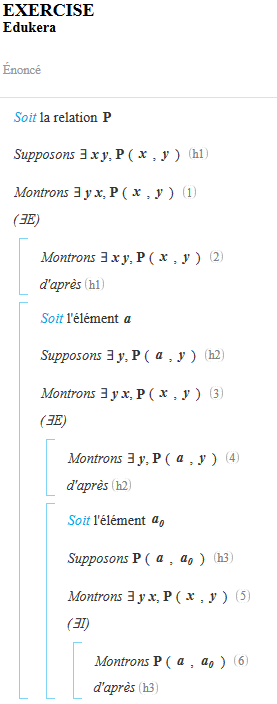 EXERCISE
Edukera
Énoncé
Soit la relation P
Supposons ∃ x y, P ( x , y ) (h1)
Montrons ∃ y x, P ( x , y ) (1)
(∃E)
Montrons ∃ x y, P ( x , y ) (2)
d'après (h1)
Soit l'élément a
Supposons ∃ y, P ( a , y ) (h2)
Montrons ∃ y x, P ( x , y ) (3)
(∃E)
Montrons ∃ y, P ( a , y ) (4)
d'après (h2)
Soit l'élément a₀
Supposons P ( a , a₀ ) (h3)
Montrons ∃ y x, P ( x , y ) (5)
(∃I)
Montrons P ( a , a₀ ) (6)
d'après (h3)